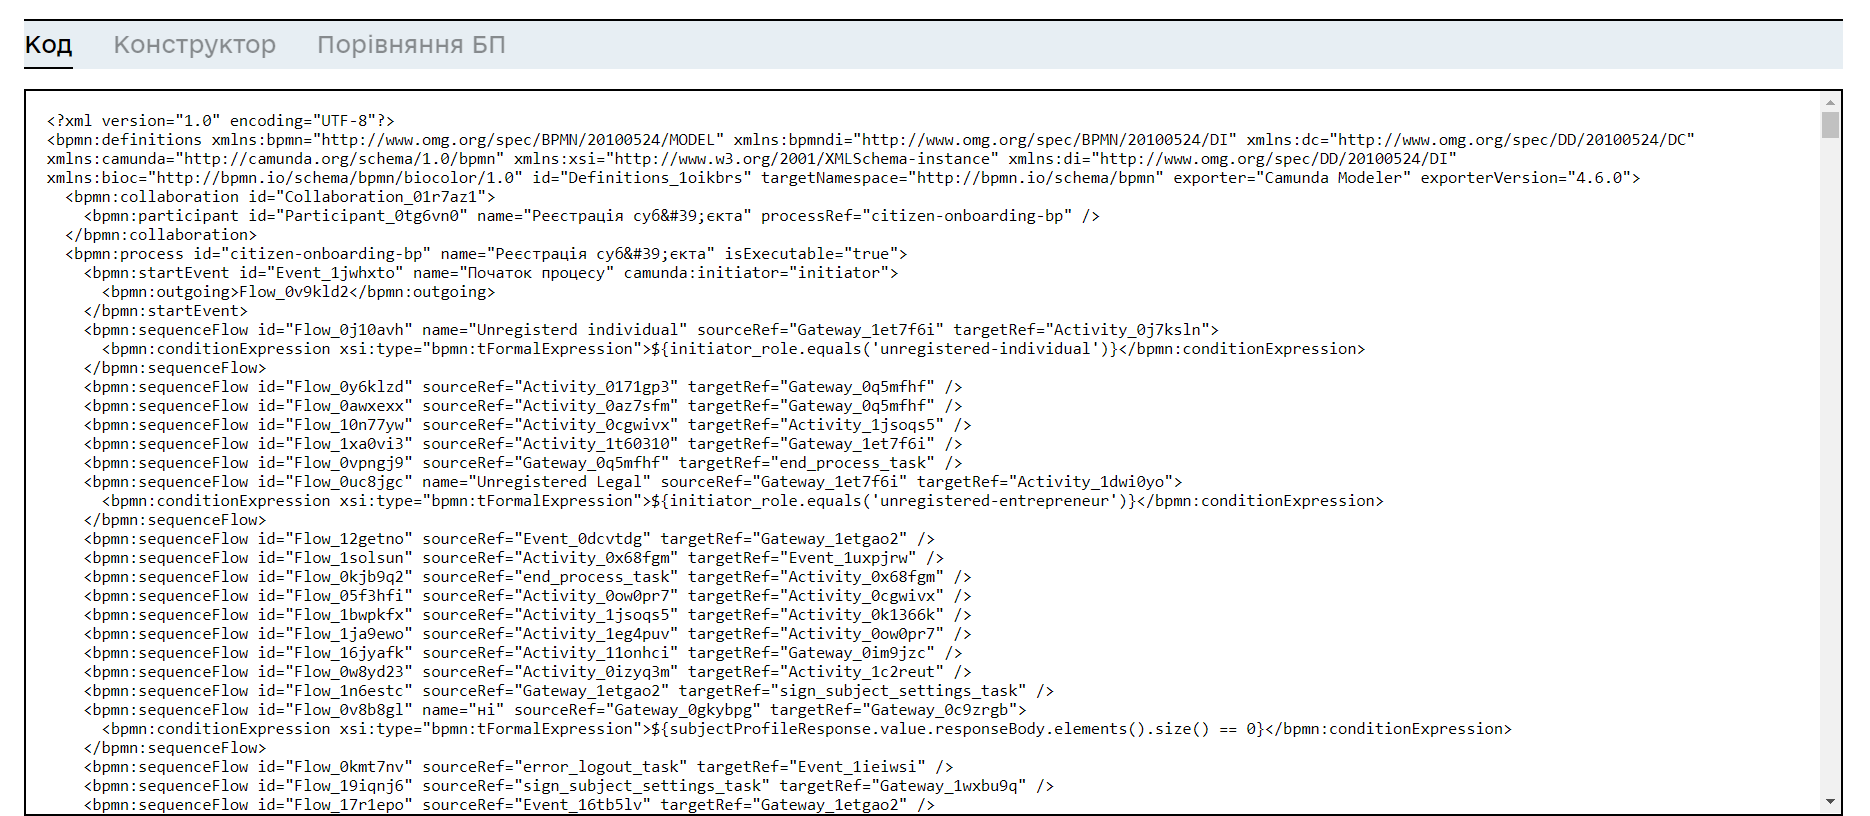 Код Конструктор Порівняння БП
<?xml version="1.0" encoding="UTF-8"?>
<bpmn:definitions xmlns:bpmn="http://www.omg.org/spec/BPMN/20100524/MODEL" xmlns:bpmndi="http://www.omg.org/spec/BPMN/20100524/DI" xmlns:dc="http://www.omg.org/spec/DD/20100524/DC"
xmlns:camunda="http://camunda.org/schema/1.0/bpmn" xmlns:xsi="http://www.w3.org/2001/XMLSchema-instance" xmlns:di="http://www.omg.org/spec/DD/20100524/DI"
xmlns:bioc="http://bpmn.io/schema/bpmn/biocolor/1.0" id="Definitions_1oikbrs" targetNamespace="http://bpmn.io/schema/bpmn" exporter="Camunda Modeler" exporterVersion="4.6.0">
<bpmn:collaboration id="Collaboration_01r7az1">
<bpmn:participant id="Participant_0tg6vn0" name="Реєстрація суб&#39;єкта" processRef="citizen-onboarding-bp" />
</bpmn:collaboration>
<bpmn:process id="citizen-onboarding-bp" name="Реєстрація суб&#39;єкта" isExecutable="true">
<bpmn:startEvent id="Event_1jwhxto" name="Початок процесу" camunda:initiator="initiator">
<bpmn:outgoing>Flow_0v9kld2</bpmn:outgoing>
</bpmn:startEvent>
<bpmn:sequenceFlow id="Flow_0j10avh" name="Unregisterd individual" sourceRef="Gateway_1et7f6i" targetRef="Activity_0j7ksln">
<bpmn:conditionExpression xsi:type="bpmn:tFormalExpression">${initiator_role.equals('unregistered-individual')}</bpmn:conditionExpression>
</bpmn:sequenceFlow>
<bpmn:sequenceFlow id="Flow_0y6klzd" sourceRef="Activity_0171gp3" targetRef="Gateway_0q5mfhf" />
<bpmn:sequenceFlow id="Flow_0awxexx" sourceRef="Activity_0az7sfm" targetRef="Gateway_0q5mfhf" />
<bpmn:sequenceFlow id="Flow_10n77yw" sourceRef="Activity_0cgwivx" targetRef="Activity_1jsoqs5" />
<bpmn:sequenceFlow id="Flow_1xa0vi3" sourceRef="Activity_1t60310" targetRef="Gateway_1et7f6i" />
<bpmn:sequenceFlow id="Flow_0vpngj9" sourceRef="Gateway_0q5mfhf" targetRef="end_process_task" />
<bpmn:sequenceFlow id="Flow_0uc8jgc" name="Unregistered Legal" sourceRef="Gateway_1et7f6i" targetRef="Activity_1dwi0yo">
<bpmn:conditionExpression xsi:type="bpmn:tFormalExpression">${initiator_role.equals('unregistered-entrepreneur')}</bpmn:conditionExpression>
</bpmn:sequenceFlow>
<bpmn:sequenceFlow id="Flow_12getno" sourceRef="Event_0dcvtdg" targetRef="Gateway_1etgao2" />
<bpmn:sequenceFlow id="Flow_1solsun" sourceRef="Activity_0x68fgm" targetRef="Event_1uxpjrw" />
<bpmn:sequenceFlow id="Flow_0kjb9q2" sourceRef="end_process_task" targetRef="Activity_0x68fgm" />
<bpmn:sequenceFlow id="Flow_05f3hfi" sourceRef="Activity_0ow0pr7" targetRef="Activity_0cgwivx" />
<bpmn:sequenceFlow id="Flow_1bwpkfx" sourceRef="Activity_1jsoqs5" targetRef="Activity_0k1366k" />
<bpmn:sequenceFlow id="Flow_1ja9ewo" sourceRef="Activity_1eg4puv" targetRef="Activity_0ow0pr7" />
<bpmn:sequenceFlow id="Flow_16jyafk" sourceRef="Activity_11onhci" targetRef="Gateway_0im9jzc" />
<bpmn:sequenceFlow id="Flow_0w8yd23" sourceRef="Activity_0izyq3m" targetRef="Activity_1c2reut" />
<bpmn:sequenceFlow id="Flow_1n6estc" sourceRef="Gateway_1etgao2" targetRef="sign_subject_settings_task" />
<bpmn:sequenceFlow id="Flow_0v8b8gl" name="ні" sourceRef="Gateway_0gkybpg" targetRef="Gateway_0c9zrgb">
<bpmn:conditionExpression xsi:type="bpmn:tFormalExpression">${subjectProfileResponse.value.responseBody.elements().size() == 0}</bpmn:conditionExpression>
</bpmn:sequenceFlow>
<bpmn:sequenceFlow id="Flow_0kmt7nv" sourceRef="error_logout_task" targetRef="Event_1ieiwsi" />
<bpmn:sequenceFlow id="Flow_19iqnj6" sourceRef="sign_subject_settings_task" targetRef="Gateway_1wxbu9q" />
<bpmn:sequenceFlow id="Flow_17r1epo" sourceRef="Event_16tb5lv" targetRef="Gateway_1etgao2" />